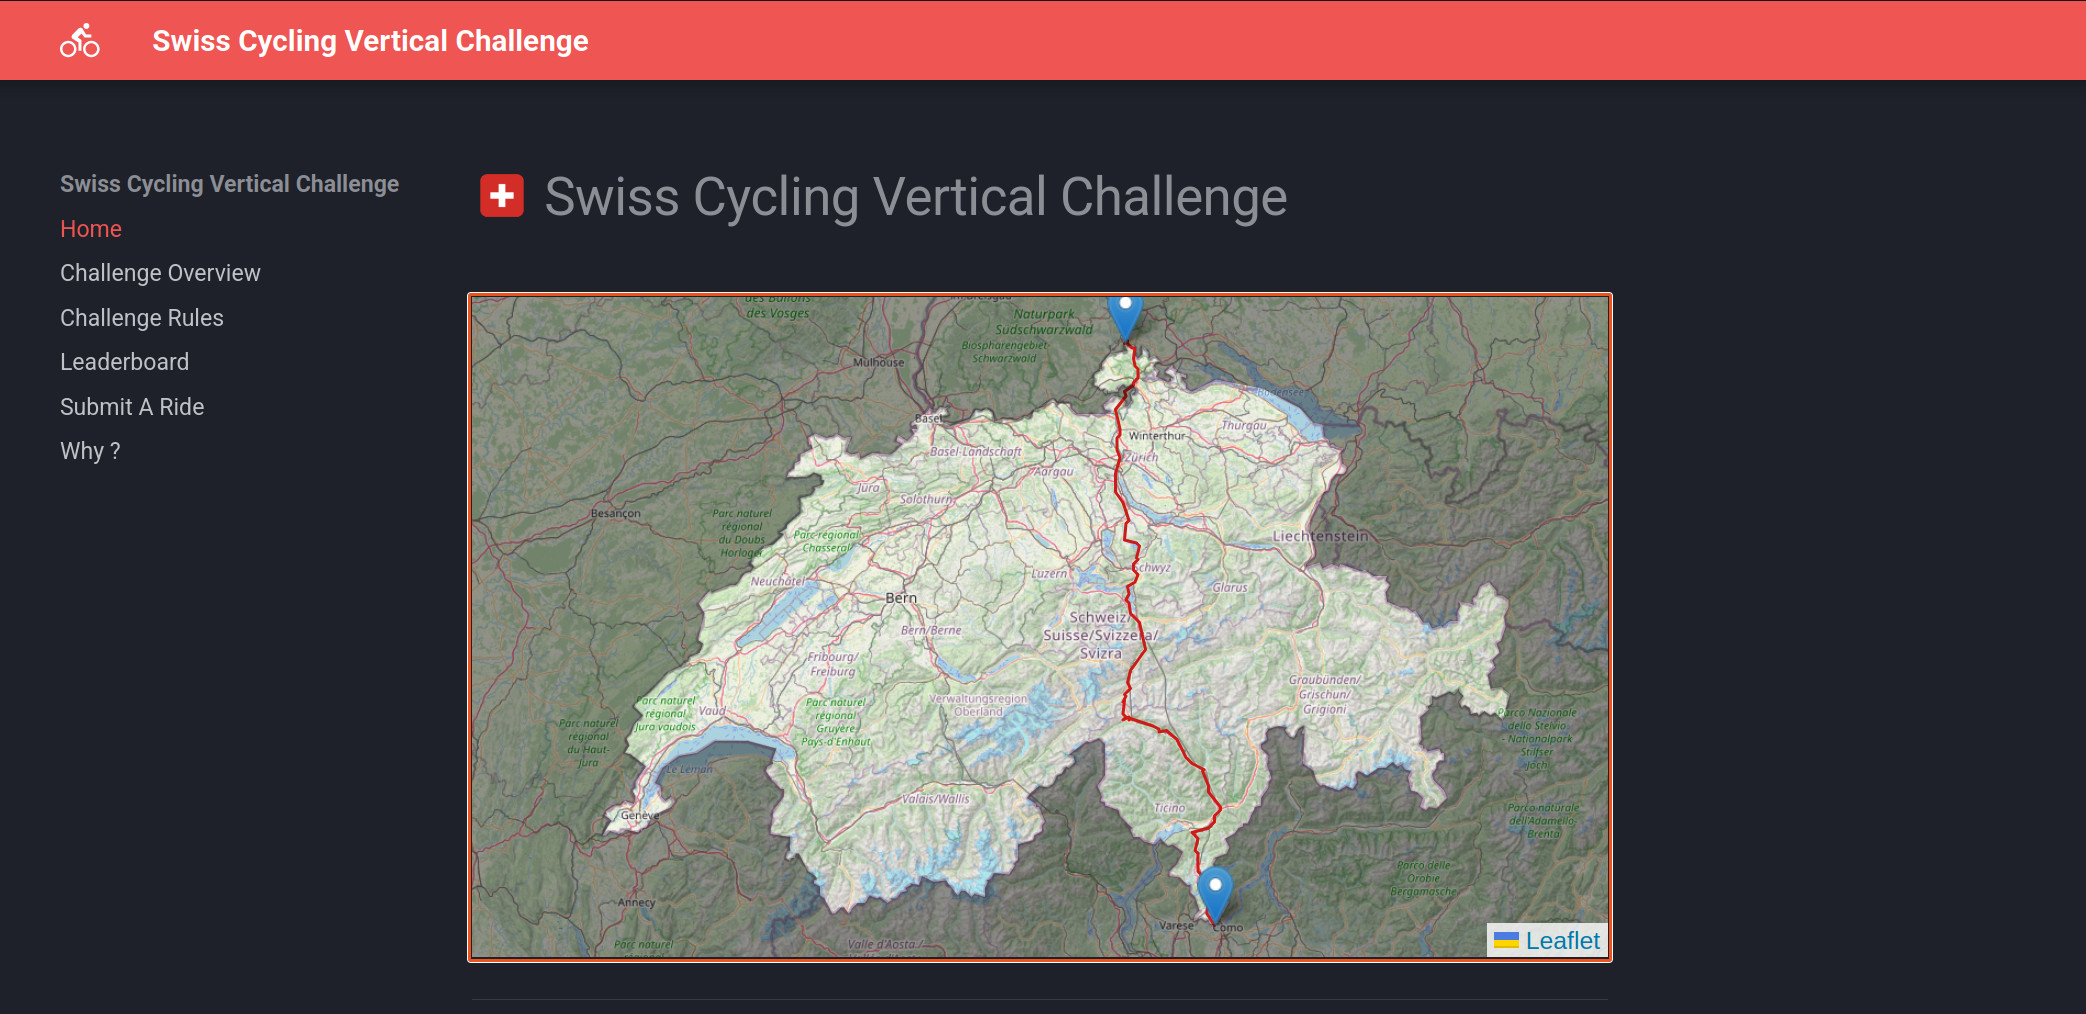 Swiss Cycling Vertical Challenge
Swiss Cycling Vertical Challenge
Home
Challenge Overview
Challenge Rules
Leaderboard
Submit A Ride
Why ?
Swiss Cycling Vertical Challenge
des Ballons
des Vosges
Naturpark
Südschwarzwald
Biosphärengebiet
Schwarzwald
Mulhouse
Bodensee
Basel
Thurgau
Winterthur
Basel-Landschaft
Zürich
Aargau
Jura
Solothurn
Besançon
Parc naturel
régional
du Doubs
Horloger
Parc régional
Chasseral
Liechtenstein
Neuchâtel
Luzern
Schwyz
Glarus
Bern
Schweiz/
Suisse/Svizzera/
Svizra
Bern/Berne
Fribourg/
Freiburg
Graubünden/
Grischun/
Grigioni
Verwaltungsregion
Oberland
Parc naturel
régional
Jura vaudois
Vaud
Parc naturel
régional
Gruyère
Pays-d'Enhaut
Parc naturel
régional
du Haut-
Jura
Parco Nazionale
dello Stelvio
- Nationalpark
Stilfser
Joch
Le Léman
Valais/Wallis
Ticino
Parco naturale
dell'Adamello
Brenta
Genève
Parco delle
Orobie
Bergamasche
Annecy
Varese
Como
Parc naturel
Valle d'Aosta /
Leaflet